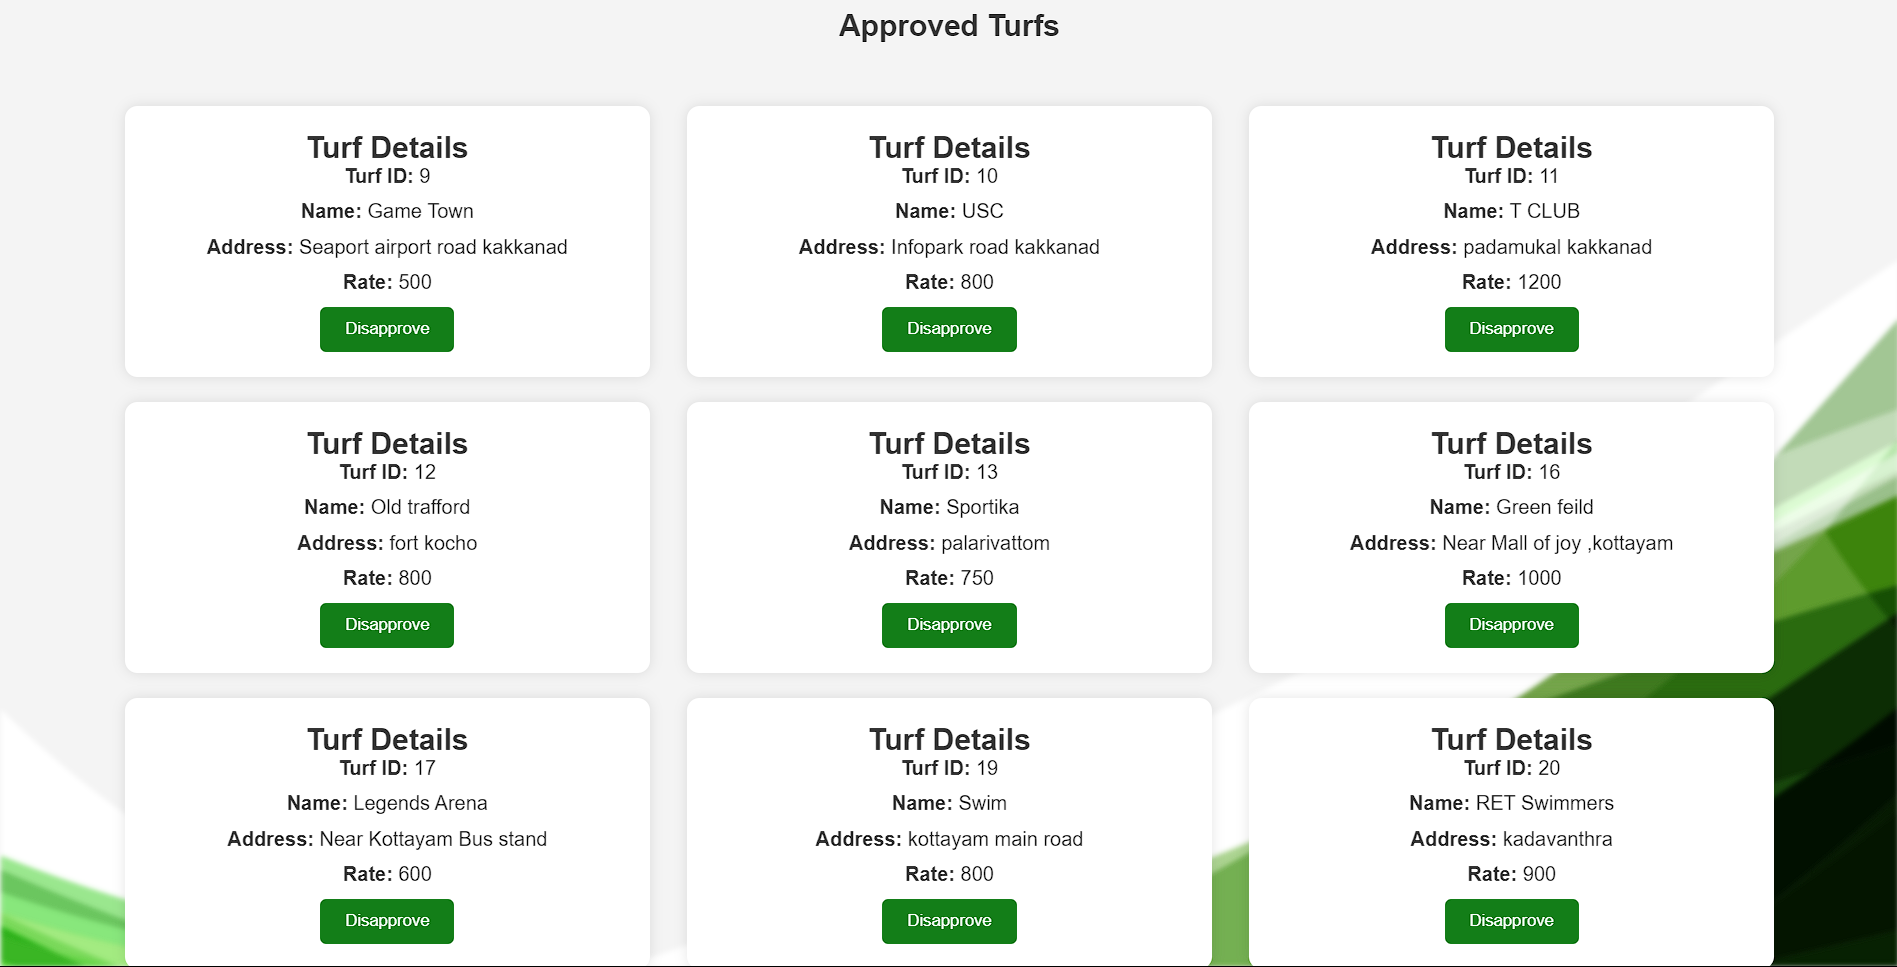 Approved Turfs
Turf Details
Turf ID: 9
Name: Game Town
Address: Seaport airport road kakkanad
Rate: 500
Disapprove
Turf Details
Turf ID: 10
Name: USC
Address: Infopark road kakkanad
Rate: 800
Disapprove
Turf Details
Turf ID: 11
Name: T CLUB
Address: padamukal kakkanad
Rate: 1200
Disapprove
Turf Details
Turf ID: 12
Name: Old trafford
Address: fort kocho
Rate: 800
Disapprove
Turf Details
Turf ID: 13
Name: Sportika
Address: palarivattom
Rate: 750
Disapprove
Turf Details
Turf ID: 16
Name: Green feild
Address: Near Mall of joy ,kottayam
Rate: 1000
Disapprove
Turf Details
Turf ID: 17
Name: Legends Arena
Address: Near Kottayam Bus stand
Rate: 600
Disapprove
Turf Details
Turf ID: 19
Name: Swim
Address: kottayam main road
Rate: 800
Disapprove
Turf Details
Turf ID: 20
Name: RET Swimmers
Address: kadavanthra
Rate: 900
Disapprove